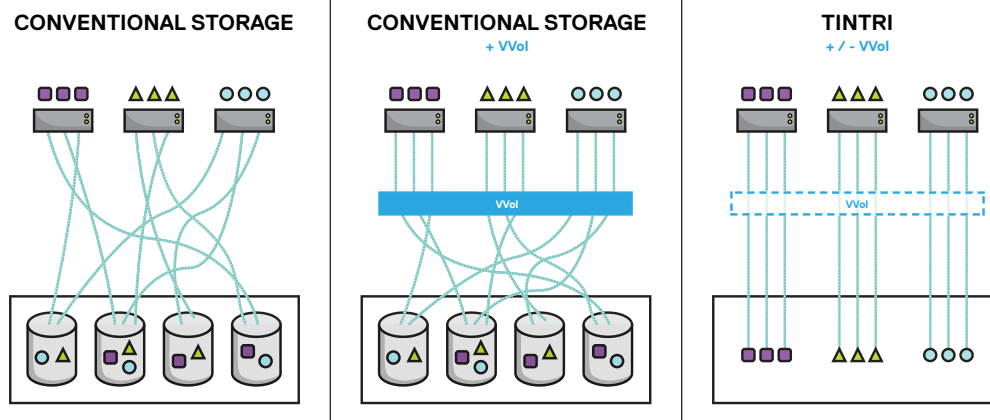 CONVENTIONAL STORAGE
CONVENTIONAL STORAGE
+ VVol
VVol
TINTRI
+ / - VVol
VVol